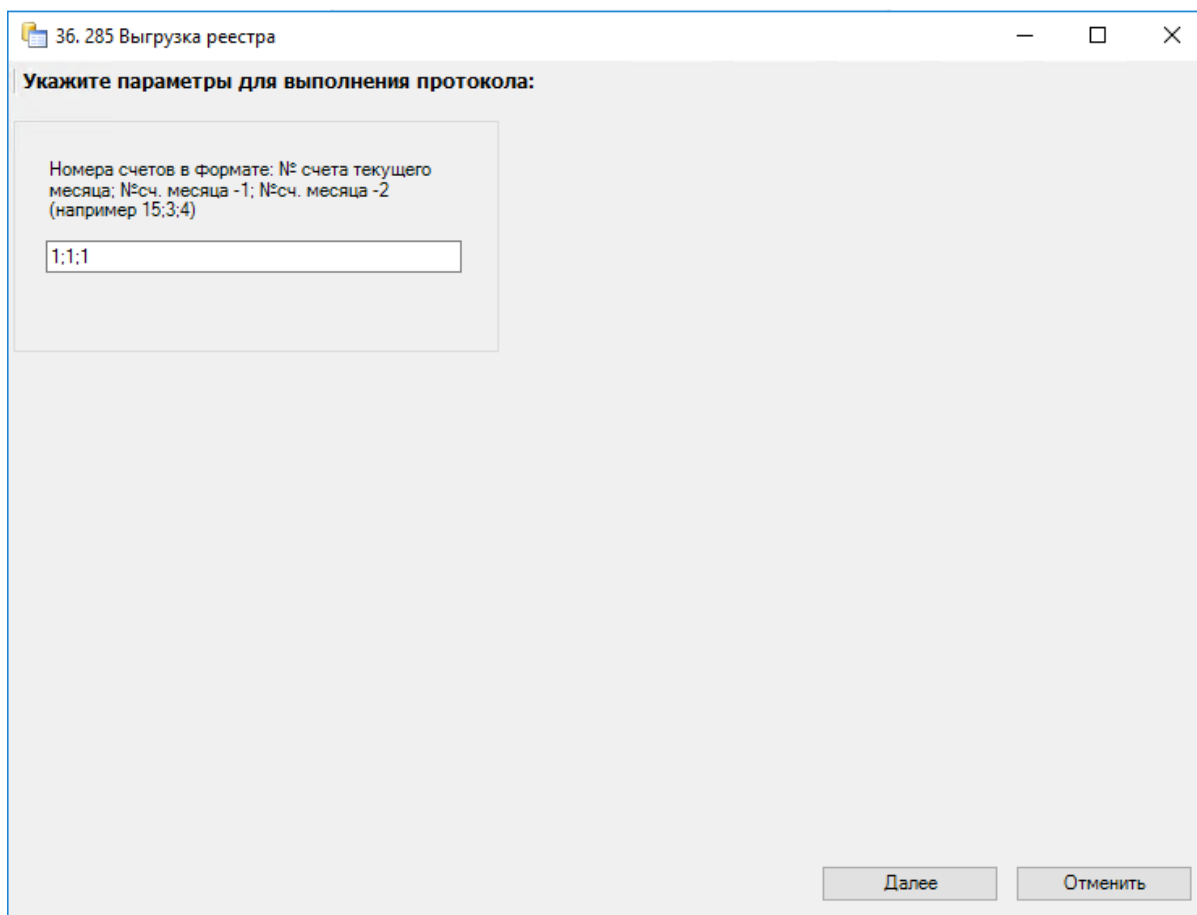 36. 285 Выгрузка реестра
Укажите параметры для выполнения протокола:
Номера счетов в формате: № счета текущего
месяца; №сч. месяца -1; №сч. месяца -2
(например 15;3;4)
1;1;1
Далее
Отменить